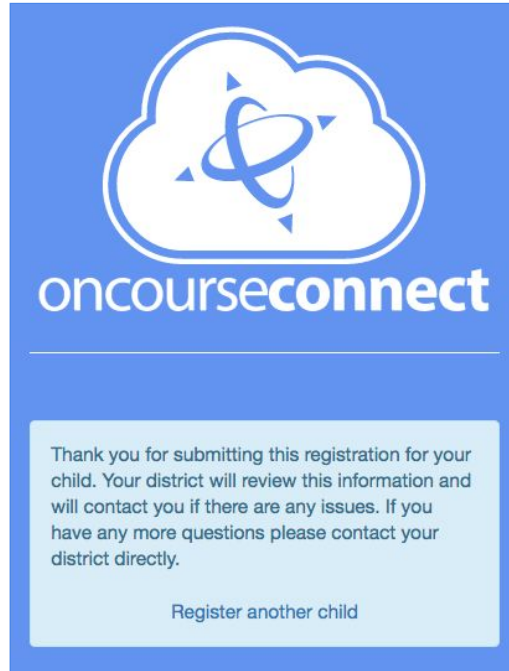 oncourseconnect
Thank you for submitting this registration for your
child. Your district will review this information and
will contact you if there are any issues. If you
have any more questions please contact your
district directly.
Register another child